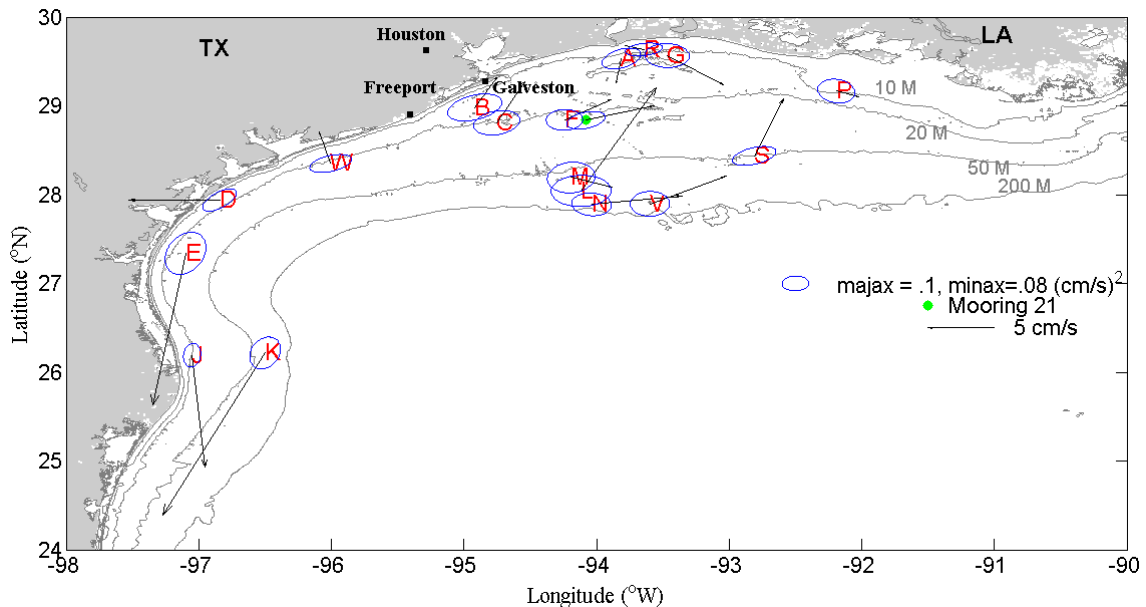 30
29
28
27
26
25
24
Latitude (°N)
TX
LA
Houston
Freeport
Galveston
A
R
G
P
B
C
F
S
W
M
L
N
V
D
E
J
K
10 M
20 M
50 M
200 M
majax = .1, minax=.08 (cm/s)²
Mooring 21
5 cm/s
-98 -97 -96 -95 -94 -93 -92 -91 -90
Longitude (°W)